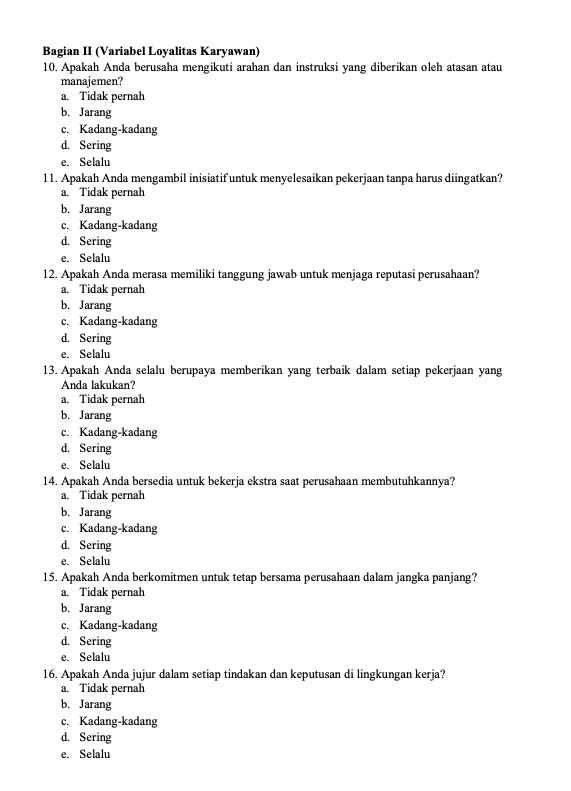 Bagian II (Variabel Loyalitas Karyawan)
10. Apakah Anda berusaha mengikuti arahan dan instruksi yang diberikan oleh atasan atau
manajemen?
a. Tidak pernah
b. Jarang
c. Kadang-kadang
d. Sering
e. Selalu
11. Apakah Anda mengambil inisiatif untuk menyelesaikan pekerjaan tanpa harus diingatkan?
a. Tidak pernah
b. Jarang
c. Kadang-kadang
d. Sering
e. Selalu
12. Apakah Anda merasa memiliki tanggung jawab untuk menjaga reputasi perusahaan?
a. Tidak pernah
b. Jarang
c. Kadang-kadang
d. Sering
e. Selalu
13. Apakah Anda selalu berupaya memberikan yang terbaik dalam setiap pekerjaan yang
Anda lakukan?
a. Tidak pernah
b. Jarang
c. Kadang-kadang
d. Sering
e. Selalu
14. Apakah Anda bersedia untuk bekerja ekstra saat perusahaan membutuhkannya?
a. Tidak pernah
b. Jarang
c. Kadang-kadang
d. Sering
e. Selalu
15. Apakah Anda berkomitmen untuk tetap bersama perusahaan dalam jangka panjang?
a. Tidak pernah
b. Jarang
c. Kadang-kadang
d. Sering
e. Selalu
16. Apakah Anda jujur dalam setiap tindakan dan keputusan di lingkungan kerja?
a. Tidak pernah
b. Jarang
c. Kadang-kadang
d. Sering
e. Selalu